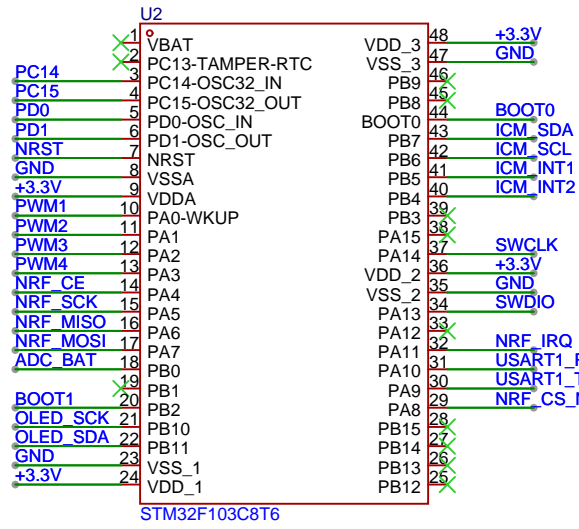 U2
1 VBAT
2 PC13-TAMPER-RTC
PC14 3 PC14-OSC32_IN
PC15 4 PC15-OSC32_OUT
PD0 5 PD0-OSC_IN
PD1 6 PD1-OSC_OUT
NRST 7 NRST
GND 8 VSSA
+3.3V 9 VDDA
PWM1 10 PA0-WKUP
PWM2 11 PA1
PWM3 12 PA2
PWM4 13 PA3
NRF_CE 14 PA4
NRF_SCK 15 PA5
NRF_MISO 16 PA6
NRF_MOSI 17 PA7
ADC_BAT 18 PB0
19 PB1
BOOT1 20 PB2
OLED_SCK 21 PB10
OLED_SDA 22 PB11
GND 23 VSS_1
+3.3V 24 VDD_1
VDD_3 48 +3.3V
VSS_3 47 GND
PB9 46
PB8 45
BOOT0 44 BOOT0
PB7 43 ICM_SDA
PB6 42 ICM_SCL
PB5 41 ICM_INT1
PB4 40 ICM_INT2
PB3 39
PA15 38
PA14 37 SWCLK
VDD_2 36 +3.3V
VSS_2 35 GND
PA13 34 SWDIO
PA12 33
PA11 32 NRF_IRQ
PA10 31
PA9 30
PA8 29
PB15 28
PB14 27
PB13 26
PB12 25
STM32F103C8T6